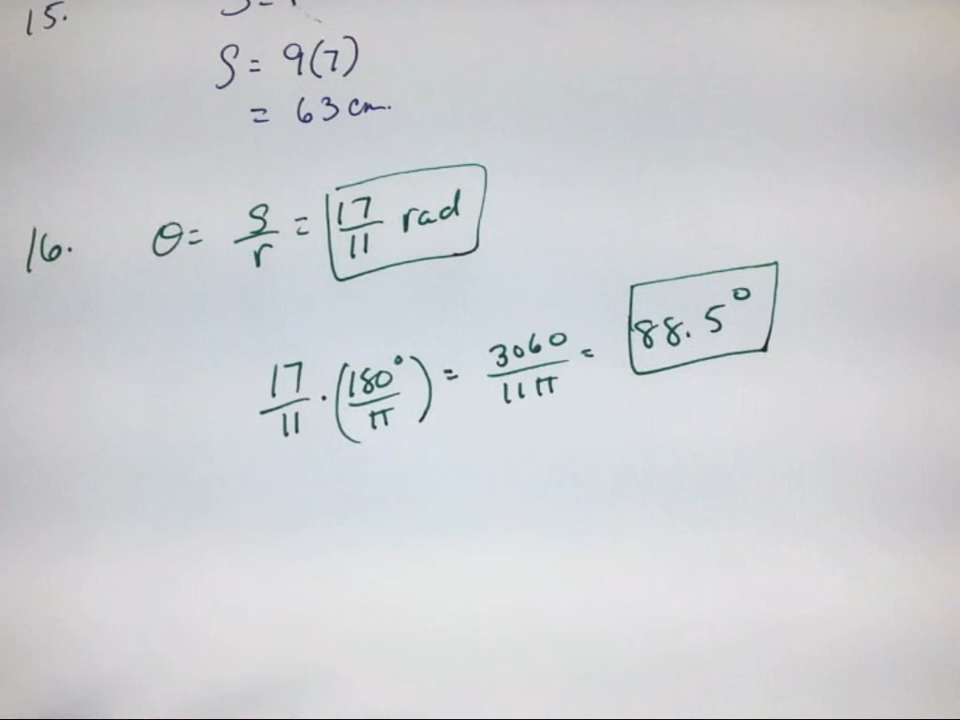 15.
S = 9(7)
= 63 cm.
16. θ = S/r = 17/11 rad
17/11 · (180°/π) = 3060/11π = 88.5°